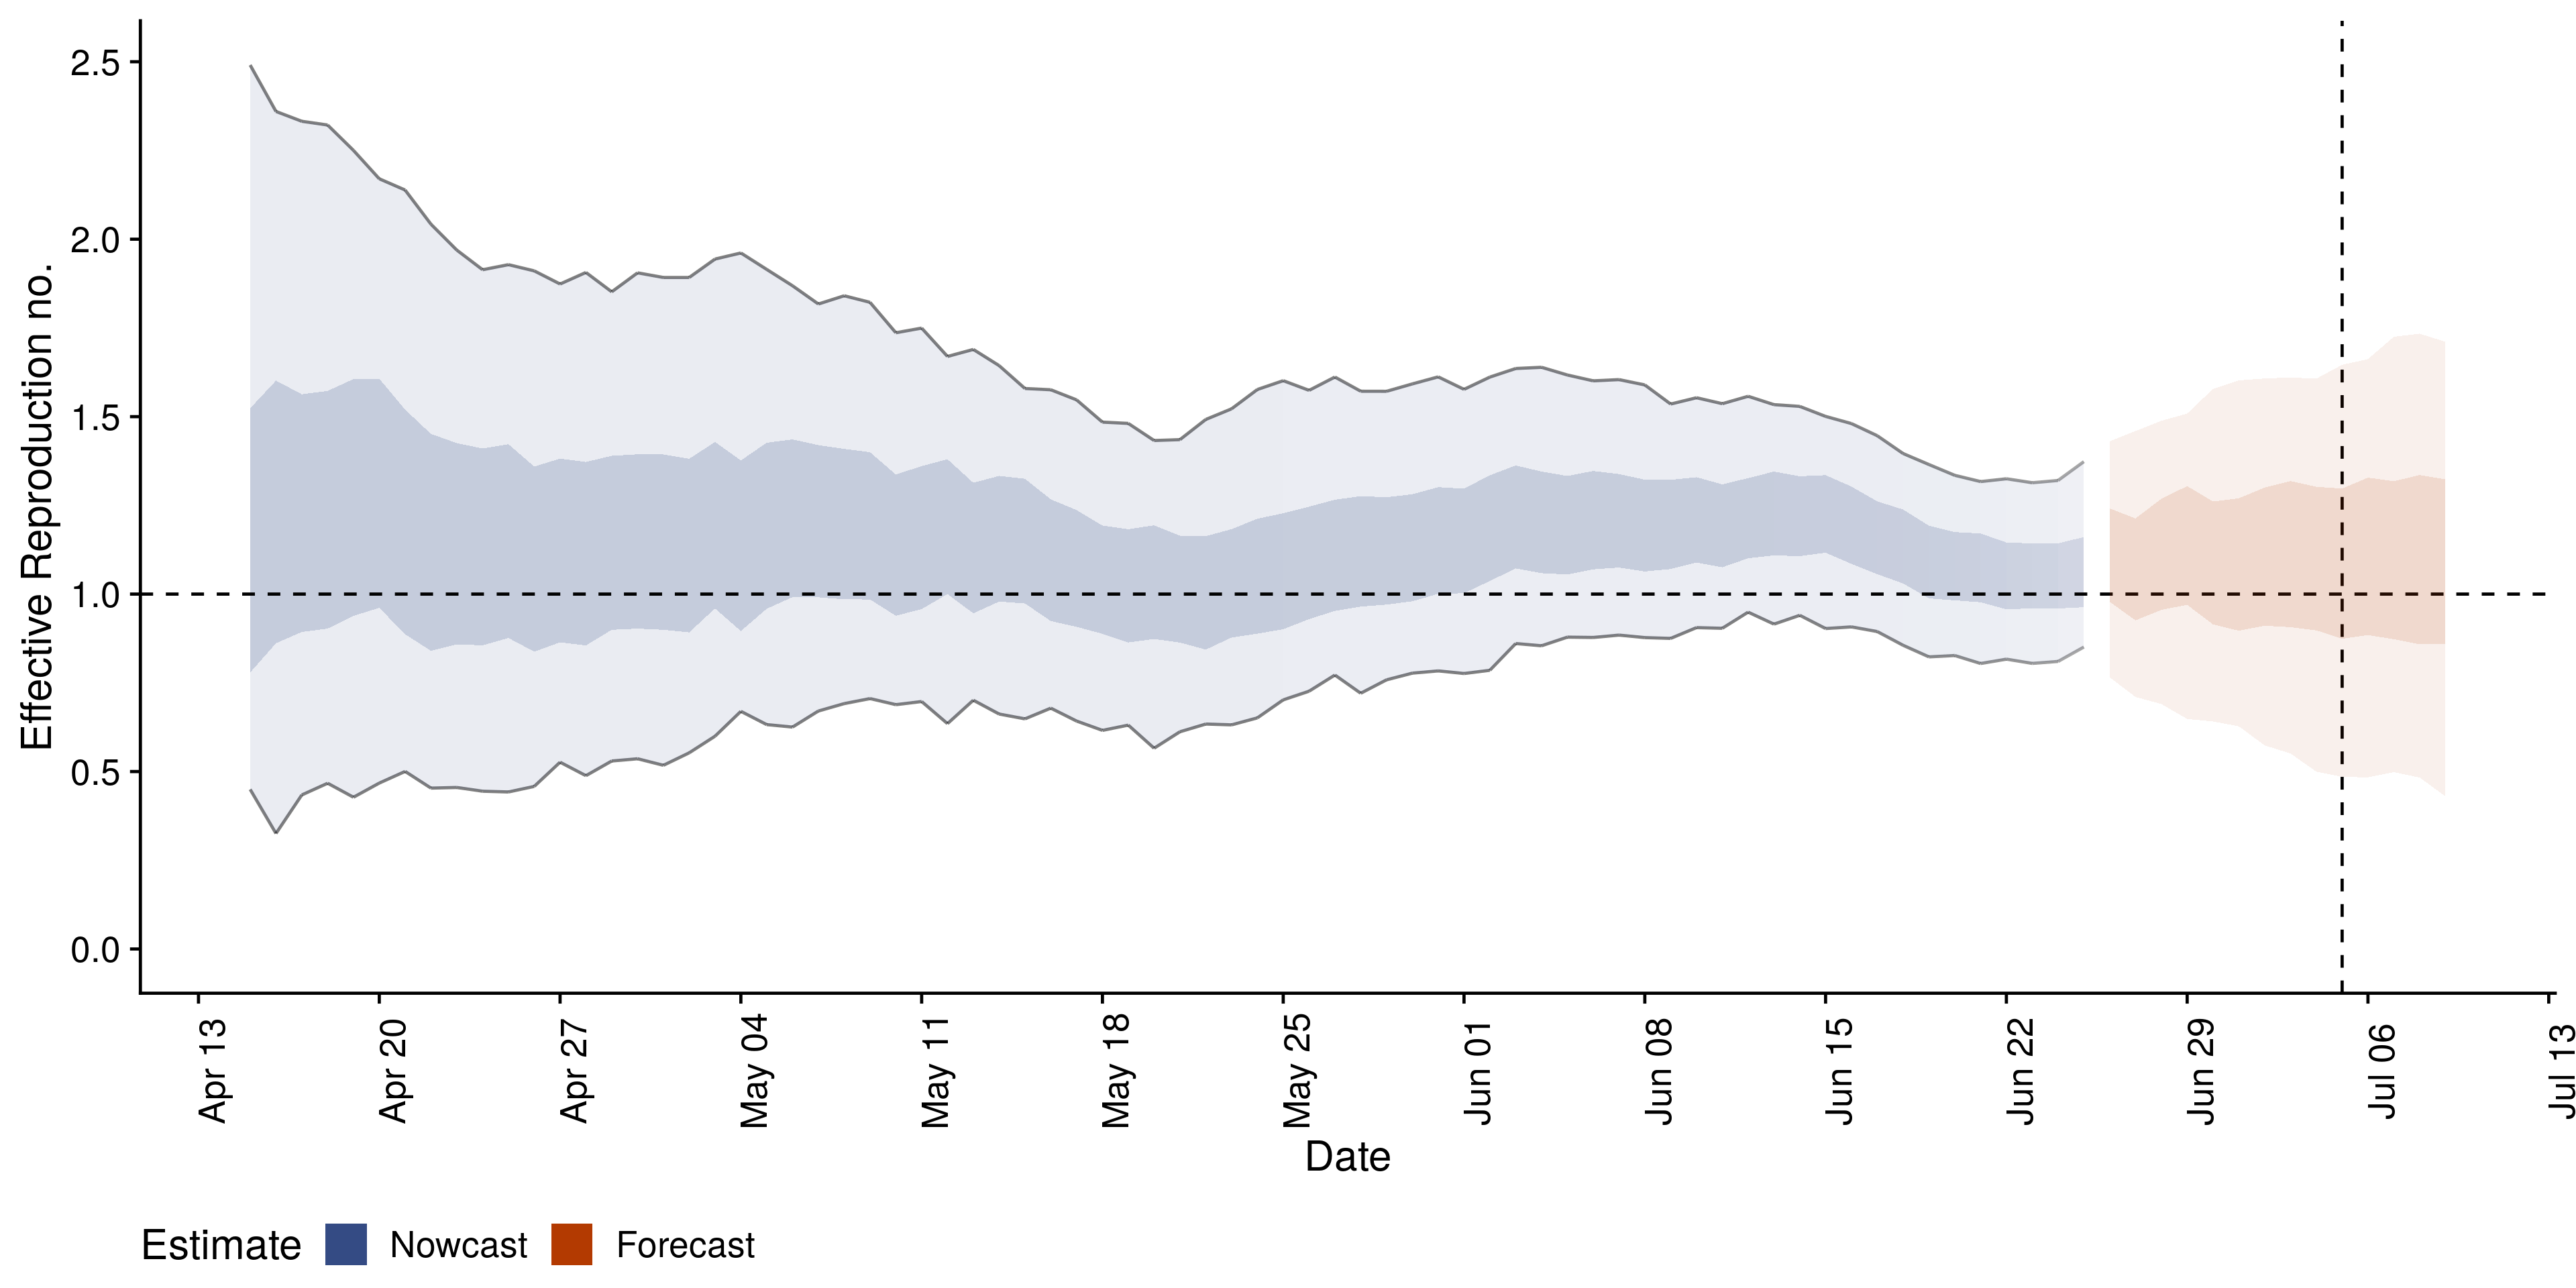 Effective Reproduction no.
2.5
2.0
1.5
1.0
0.5
0.0
Apr 13
Apr 20
Apr 27
May 04
May 11
May 18
May 25
Jun 01
Jun 08
Jun 15
Jun 22
Jun 29
Jul 06
Jul 13
Date
Estimate Nowcast Forecast